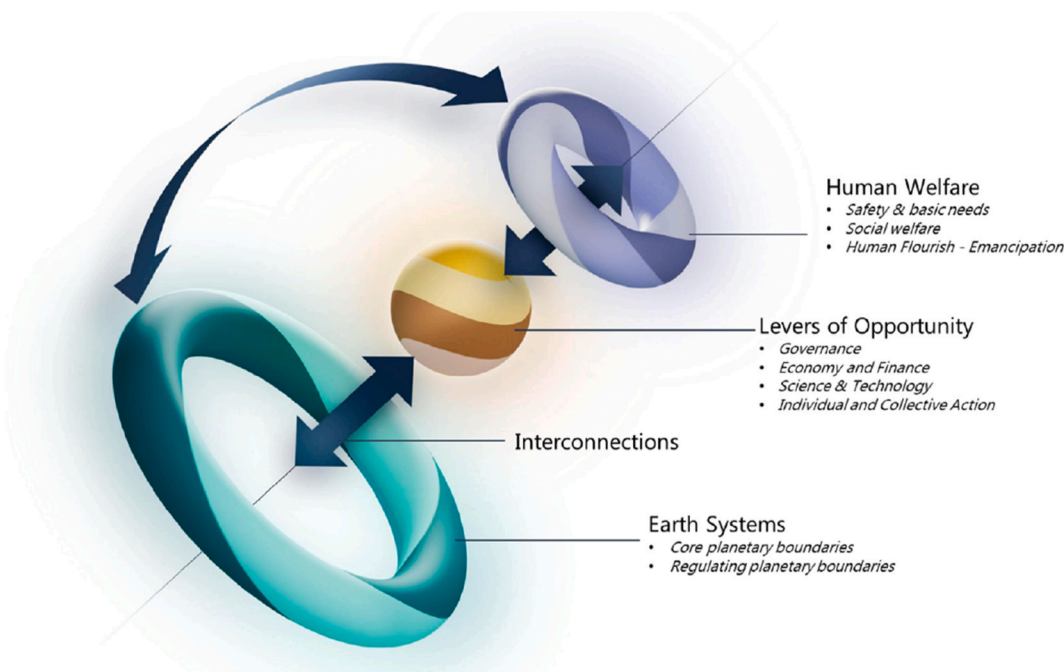 Human Welfare
• Safety & basic needs
• Social welfare
• Human Flourish - Emancipation
Levers of Opportunity
• Governance
• Economy and Finance
• Science & Technology
• Individual and Collective Action
Interconnections
Earth Systems
• Core planetary boundaries
• Regulating planetary boundaries